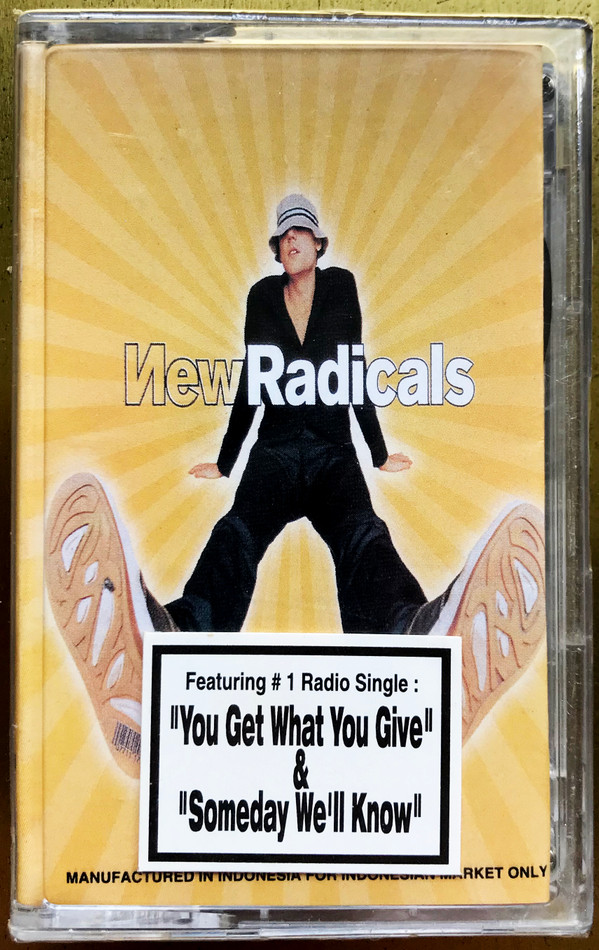 NewRadicals
Featuring # 1 Radio Single :
"You Get What You Give"
&
"Someday We'll Know"
MANUFACTURED IN INDONESIA FOR INDONESIAN MARKET ONLY